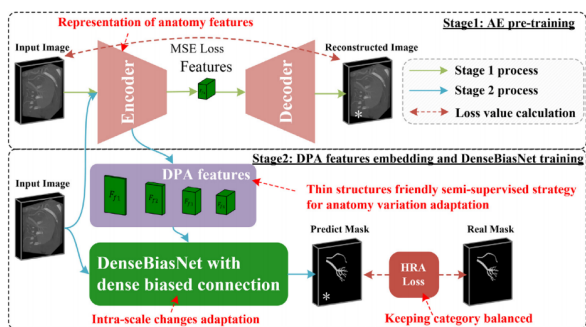 Representation of anatomy features
Stage1: AE pre-training
Input Image
MSE Loss
Reconstructed Image
Features
Encoder
Decoder
Stage 1 process
Stage 2 process
Loss value calculation
*
Stage2: DPA features embedding and DenseBiasNet training
Input Image
DPA features
Thin structures friendly semi-supervised strategy
for anatomy variation adaptation
Predict Mask
Real Mask
DenseBiasNet with
dense biased connection
HRA
Loss
*
Intra-scale changes adaptation
Keeping category balanced